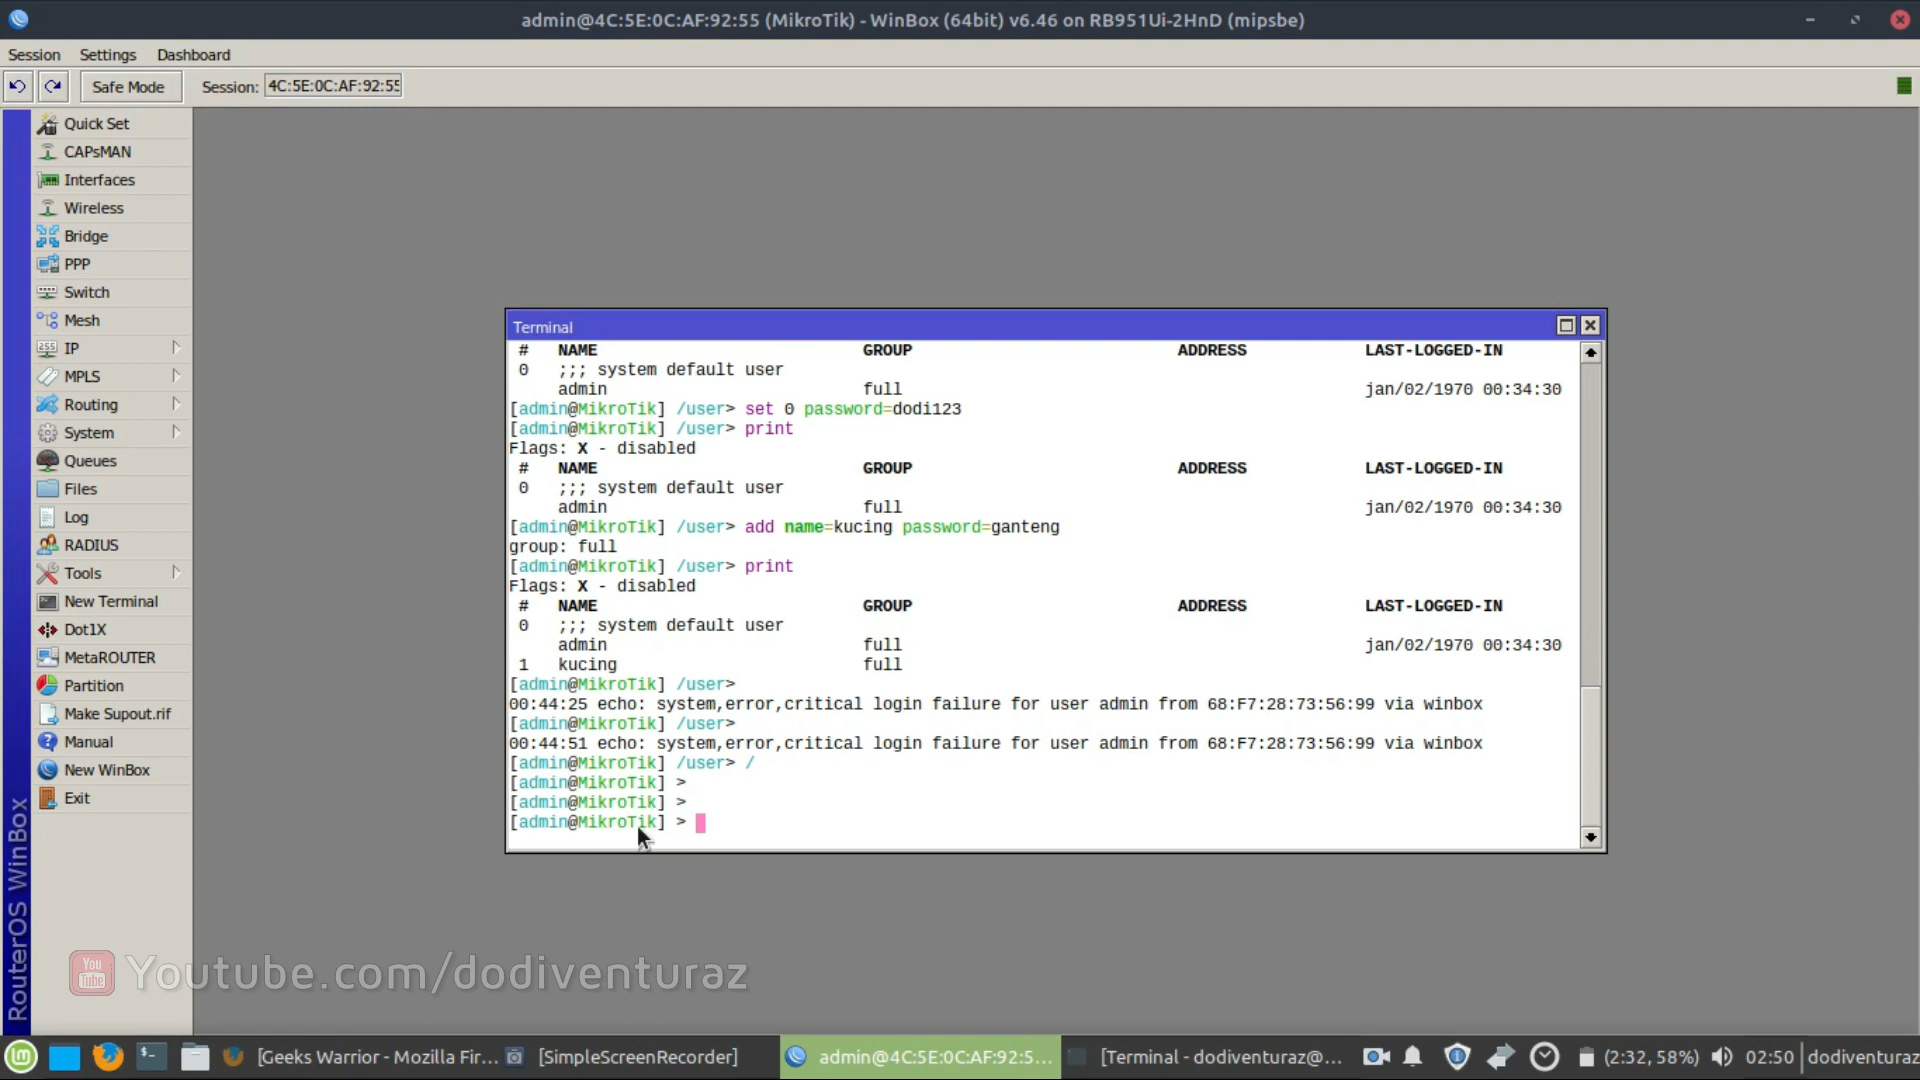 admin@4C:5E:0C:AF:92:55 (MikroTik) - WinBox (64bit) v6.46 on RB951Ui-2HnD (mipsbe)
Session Settings Dashboard
Safe Mode Session: 4C:5E:0C:AF:92:55
Quick Set
CAPsMAN
Interfaces
Wireless
Bridge
PPP
Switch
Mesh
IP
MPLS
Routing
System
Queues
Files
Log
RADIUS
Tools
New Terminal
Dot1X
MetaROUTER
Partition
Make Supout.rif
Manual
New WinBox
Exit
RouterOS WinBox
Terminal
# NAME GROUP ADDRESS LAST-LOGGED-IN
0 ;;; system default user
admin full jan/02/1970 00:34:30
[admin@MikroTik] /user> set 0 password=dodi123
[admin@MikroTik] /user> print
Flags: X - disabled
# NAME GROUP ADDRESS LAST-LOGGED-IN
0 ;;; system default user
admin full jan/02/1970 00:34:30
[admin@MikroTik] /user> add name=kucing password=ganteng
group: full
[admin@MikroTik] /user> print
Flags: X - disabled
# NAME GROUP ADDRESS LAST-LOGGED-IN
0 ;;; system default user
admin full jan/02/1970 00:34:30
1 kucing full
[admin@MikroTik] /user>
00:44:25 echo: system,error,critical login failure for user admin from 68:F7:28:73:56:99 via winbox
[admin@MikroTik] /user>
00:44:51 echo: system,error,critical login failure for user admin from 68:F7:28:73:56:99 via winbox
[admin@MikroTik] /user> /
[admin@MikroTik] >
[admin@MikroTik] >
[admin@MikroTik] >
You Tube Youtube.com/dodiventuraz
[Geeks Warrior - Mozilla Fir... [SimpleScreenRecorder] admin@4C:5E:0C:AF:92:5... [Terminal - dodiventuraz@... (2:32, 58%) 02:50 dodiventuraz